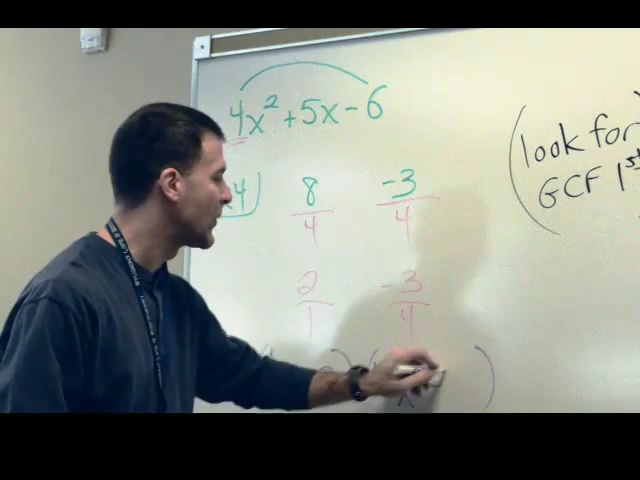 4x² + 5x - 6
(look for
GCF 1st
4 8/4 -3/4
2/1 -3/4
) ( x )